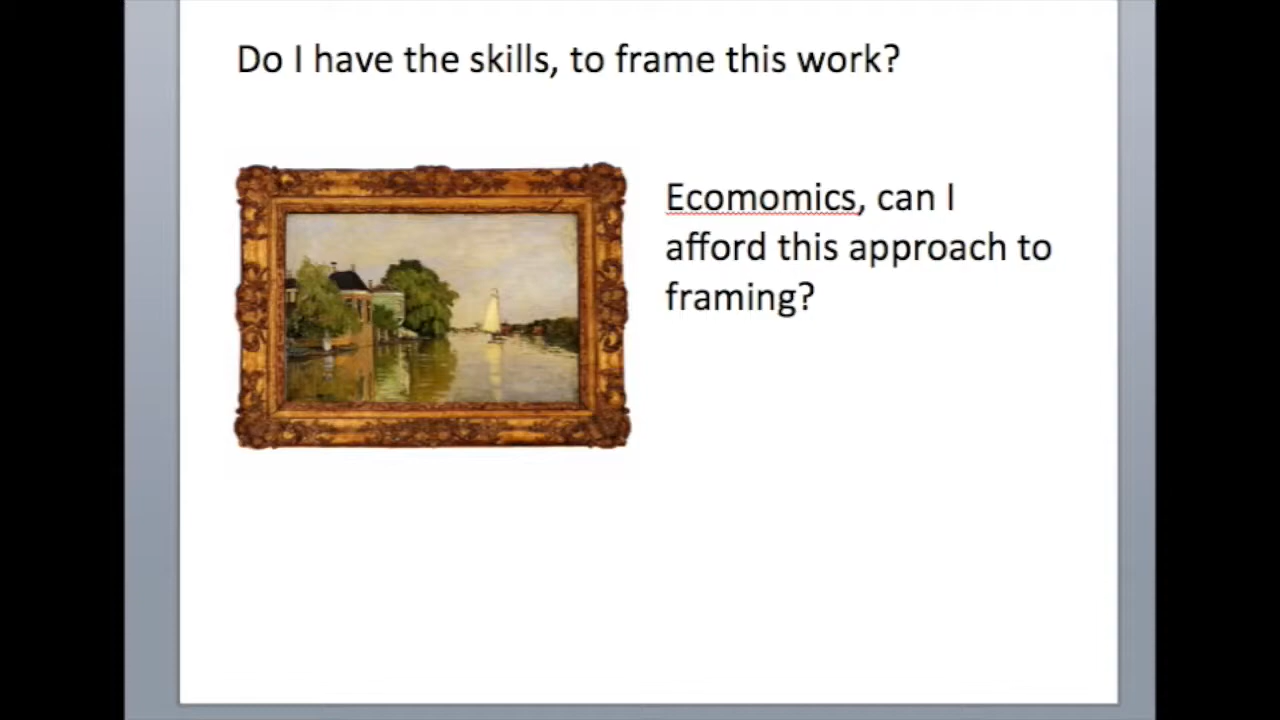 Do I have the skills, to frame this work?
Ecomomics, can I
afford this approach to
framing?